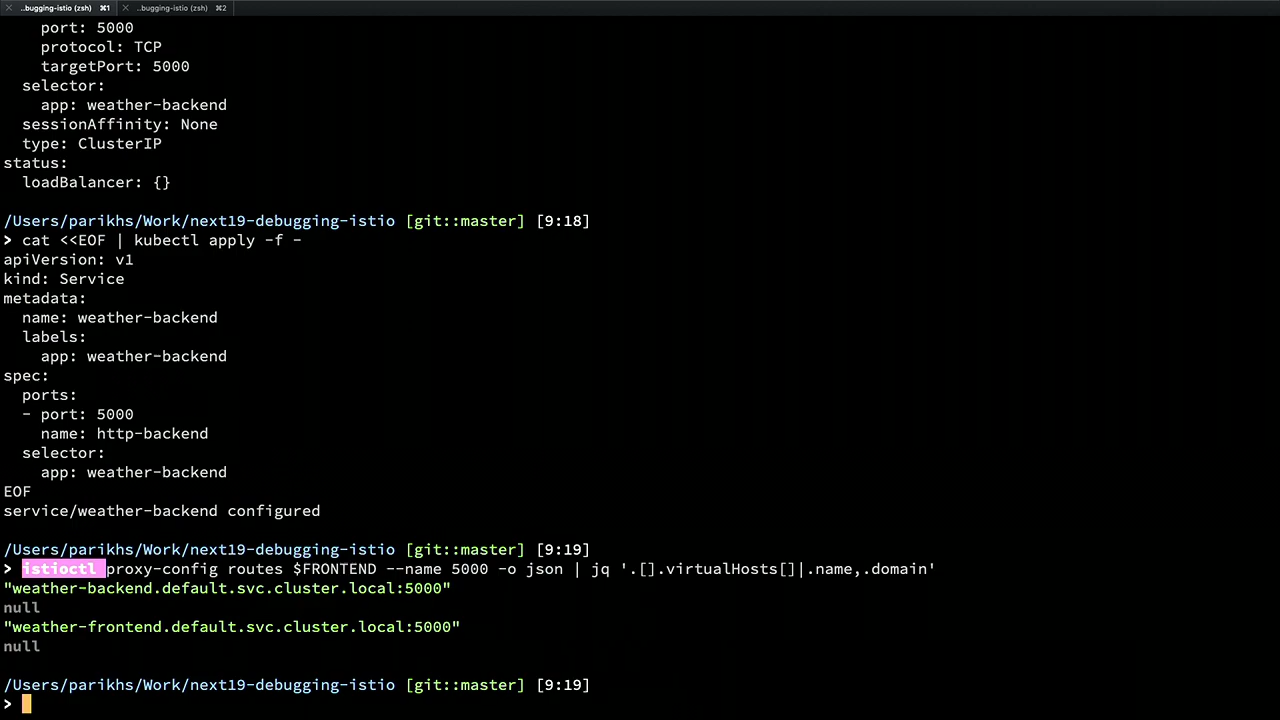 ..bugging-istio (zsh) ⌘1
..bugging-istio (zsh) ⌘2
port: 5000
protocol: TCP
targetPort: 5000
selector:
app: weather-backend
sessionAffinity: None
type: ClusterIP
status:
loadBalancer: {}
/Users/parikhs/Work/next19-debugging-istio [git::master] [9:18]
> cat <<EOF | kubectl apply -f -
apiVersion: v1
kind: Service
metadata:
name: weather-backend
labels:
app: weather-backend
spec:
ports:
- port: 5000
name: http-backend
selector:
app: weather-backend
EOF
service/weather-backend configured
/Users/parikhs/Work/next19-debugging-istio [git::master] [9:19]
> istioctl proxy-config routes $FRONTEND --name 5000 -o json | jq '.[].virtualHosts[]|.name,.domain'
"weather-backend.default.svc.cluster.local:5000"
null
"weather-frontend.default.svc.cluster.local:5000"
null
/Users/parikhs/Work/next19-debugging-istio [git::master] [9:19]
>